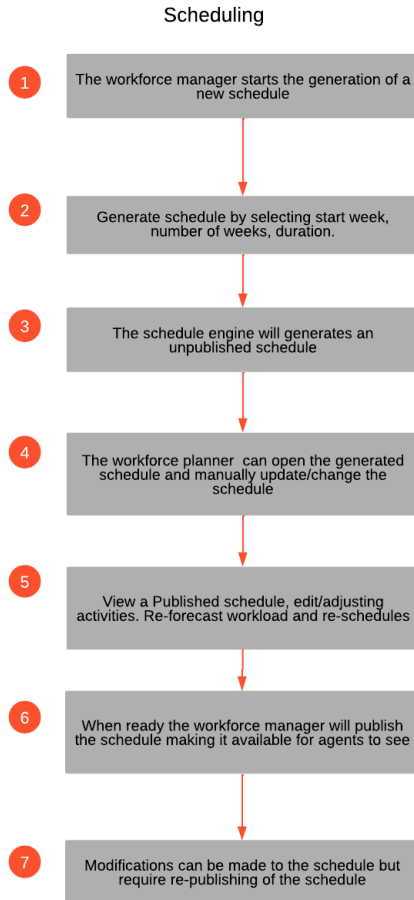 Scheduling
1
The workforce manager starts the generation of a
new schedule
2
Generate schedule by selecting start week,
number of weeks, duration.
3
The schedule engine will generates an
unpublished schedule
4
The workforce planner  can open the generated
schedule and manually update/change the
schedule
5
View a Published schedule, edit/adjusting
activities. Re-forecast workload and re-schedules
6
When ready the workforce manager will publish
the schedule making it available for agents to see
7
Modifications can be made to the schedule but
require re-publishing of the schedule